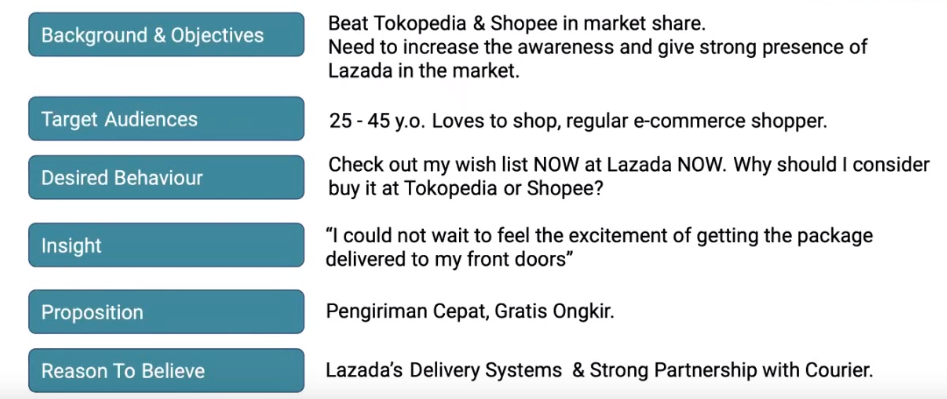 Background & Objectives
Beat Tokopedia & Shopee in market share.
Need to increase the awareness and give strong presence of
Lazada in the market.
Target Audiences
25 - 45 y.o. Loves to shop, regular e-commerce shopper.
Desired Behaviour
Check out my wish list NOW at Lazada NOW. Why should I consider
buy it at Tokopedia or Shopee?
Insight
“I could not wait to feel the excitement of getting the package
delivered to my front doors”
Proposition
Pengiriman Cepat, Gratis Ongkir.
Reason To Believe
Lazada’s Delivery Systems & Strong Partnership with Courier.